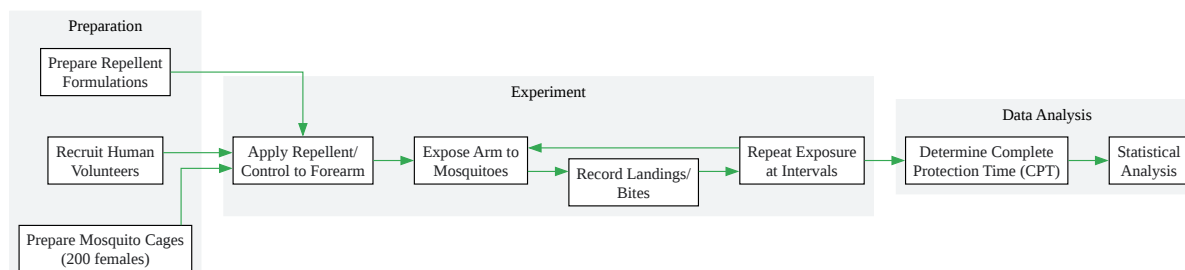 Preparation
Prepare Repellent
Formulations
Recruit Human
Volunteers
Prepare Mosquito Cages
(200 females)
Experiment
Apply Repellent/
Control to Forearm
Expose Arm to
Mosquitoes
Record Landings/
Bites
Repeat Exposure
at Intervals
Data Analysis
Determine Complete
Protection Time (CPT)
Statistical
Analysis